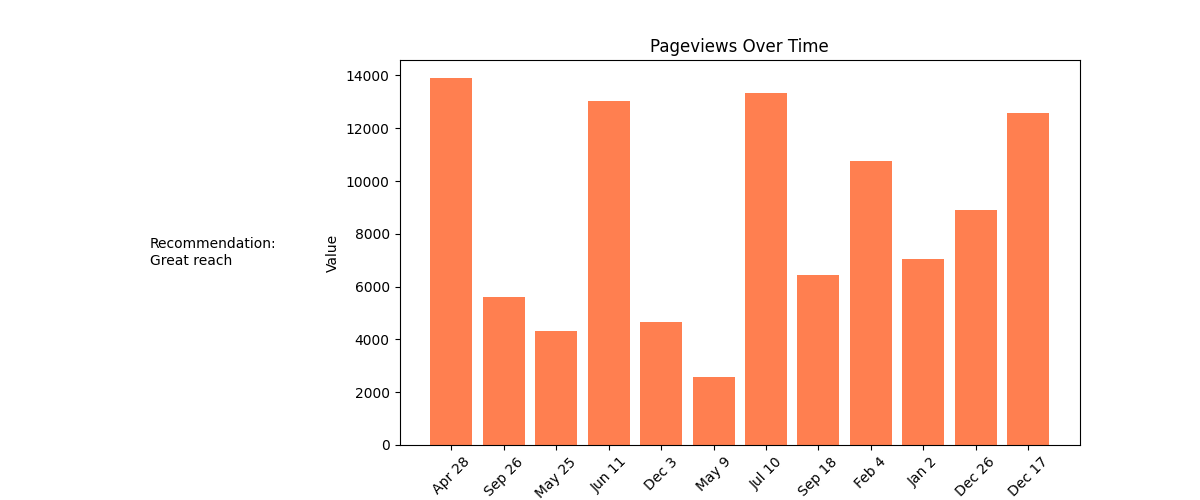 Pageviews Over Time
Recommendation:
Great reach
Value
14000
12000
10000
8000
6000
4000
2000
0
Apr 28
Sep 26
May 25
Jun 11
Dec 3
May 9
Jul 10
Sep 18
Feb 4
Jan 2
Dec 26
Dec 17